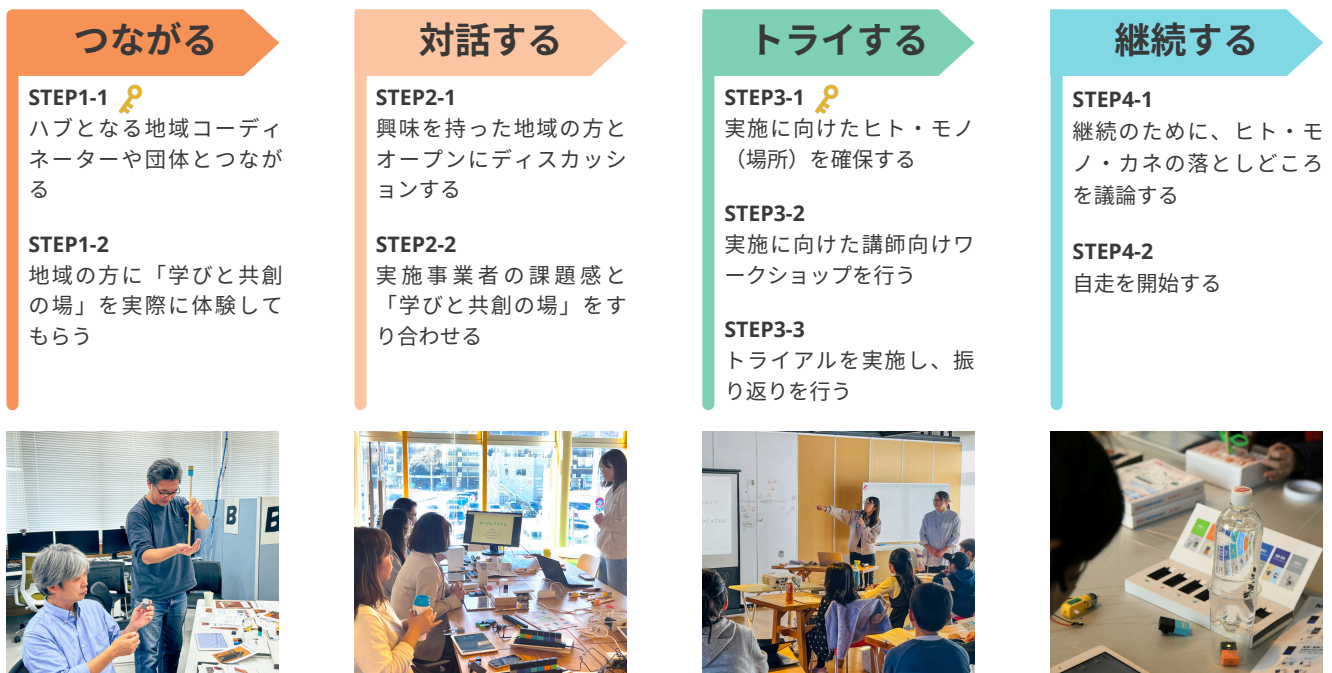 つながる
STEP1-1
ハブとなる地域コーディ
ネーターや団体とつなが
る
STEP1-2
地域の方に「学びと共創
の場」を実際に体験して
もらう
対話する
STEP2-1
興味を持った地域の方と
オープンにディスカッシ
ョンする
STEP2-2
実施事業者の課題感と
「学びと共創の場」をす
り合わせる
トライする
STEP3-1
実施に向けたヒト・モノ
（場所）を確保する
STEP3-2
実施に向けた講師向けワ
ークショップを行う
STEP3-3
トライアルを実施し、振
り返りを行う
継続する
STEP4-1
継続のために、ヒト・モ
ノ・カネの落としどころ
を議論する
STEP4-2
自走を開始する
B
B